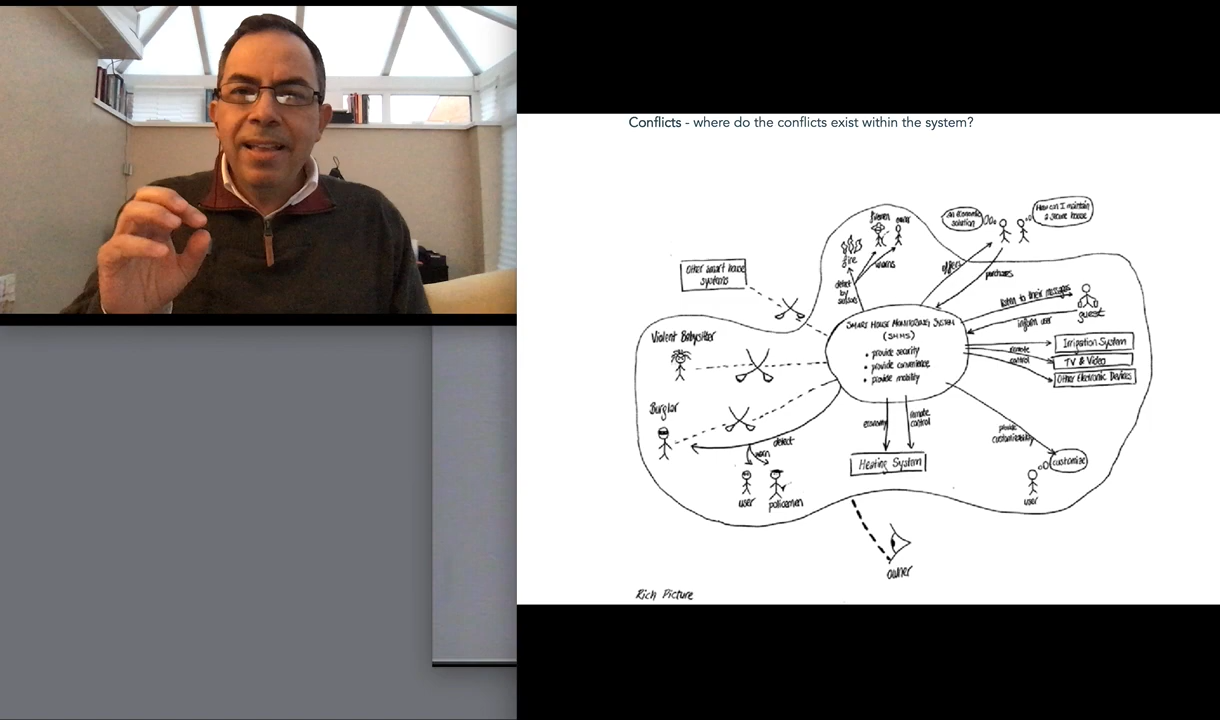 Conflicts - where do the conflicts exist within the system?
An economic
solution
How can I maintain
a secure house
firemen
owner
fire
warns
detect
by
sensors
offers
purchases
Other smart house
systems
listen to their messages
inform user
guest
SMART HOUSE MONITORING SYSTEM
(SHMS)
• provide security
• provide convenience
• provide mobility
Irrigation System
remote
control
TV & Video
Other Electronic Devices
Violent Babysitter
Burglar
detect
warn
user
policemen
economy
remote
control
Heating System
provide
customizability
customize
user
owner
Rich Picture